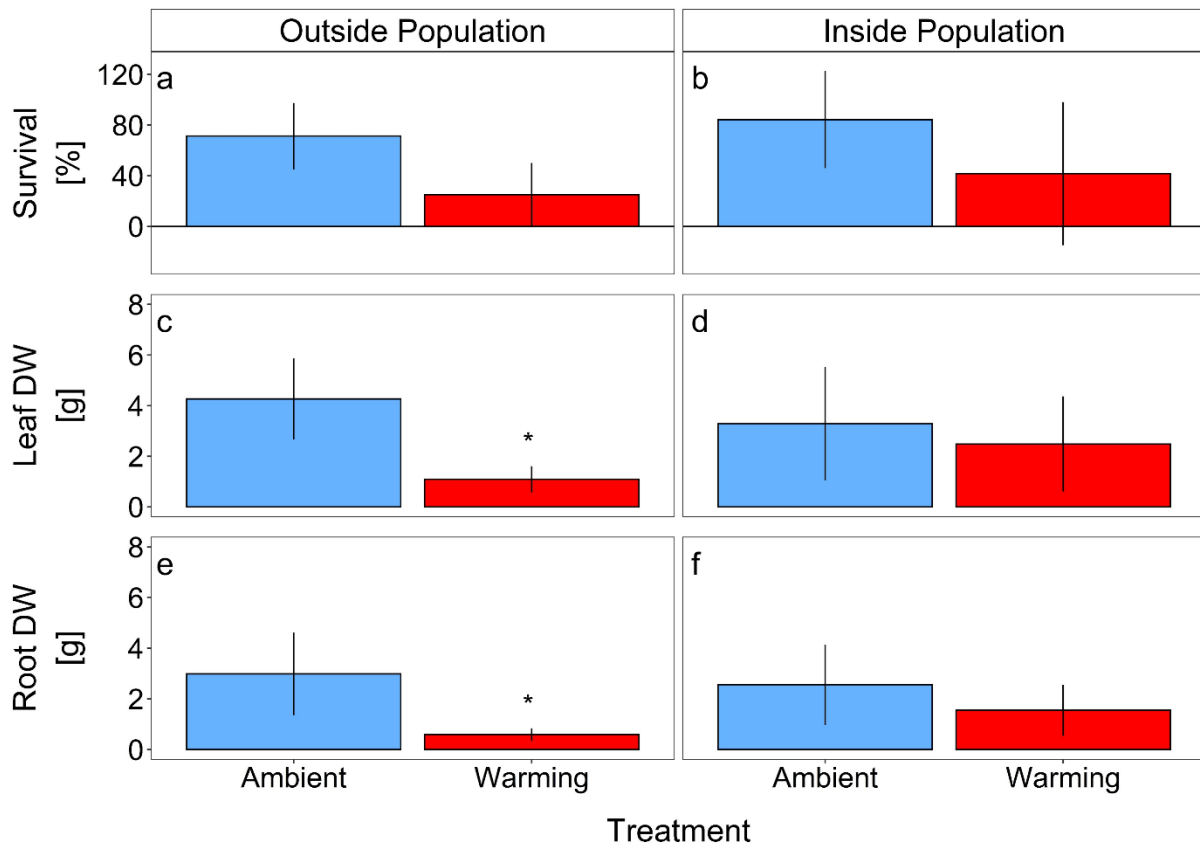 Outside Population
Inside Population
Survival
[%]
120
80
40
0
a
b
Leaf DW
[g]
8
6
4
2
0
c
*
d
Root DW
[g]
8
6
4
2
0
e
*
f
Ambient
Warming
Ambient
Warming
Treatment